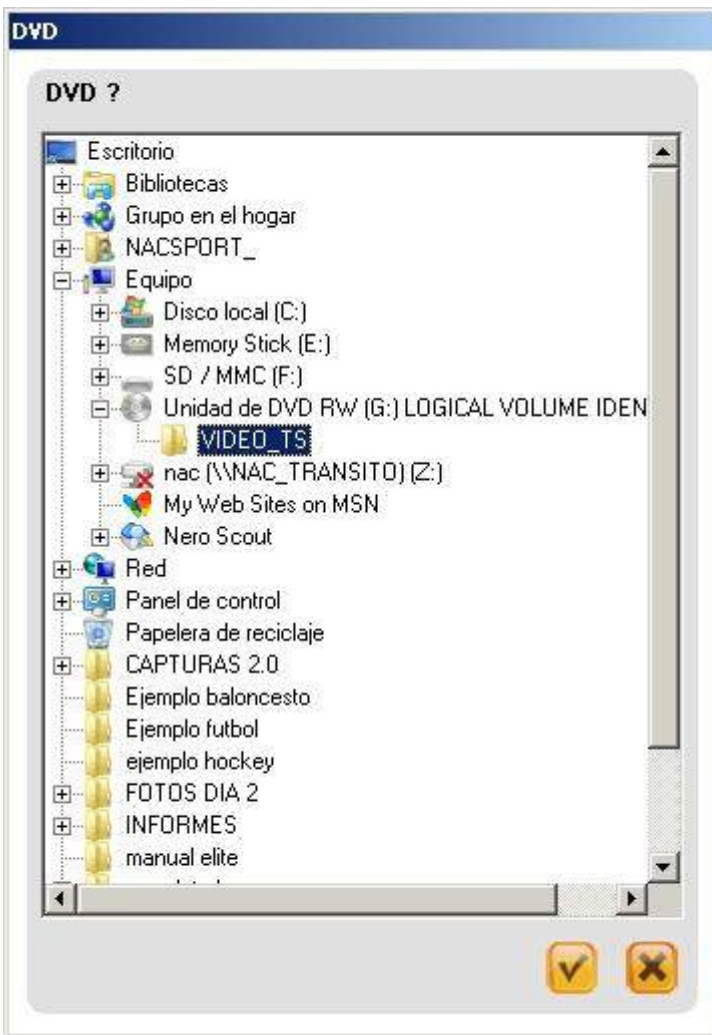 DVD
DVD ?
Escritorio
Bibliotecas
Grupo en el hogar
NACSPORT_
Equipo
Disco local (C:)
Memory Stick (E:)
SD / MMC (F:)
Unidad de DVD RW (G:) LOGICAL VOLUME IDEN
VIDEO_TS
nac (\\NAC_TRANSITO) (Z:)
My Web Sites on MSN
Nero Scout
Red
Panel de control
Papelera de reciclaje
CAPTURAS 2.0
Ejemplo baloncesto
Ejemplo futbol
ejemplo hockey
FOTOS DIA 2
INFORMES
manual elite